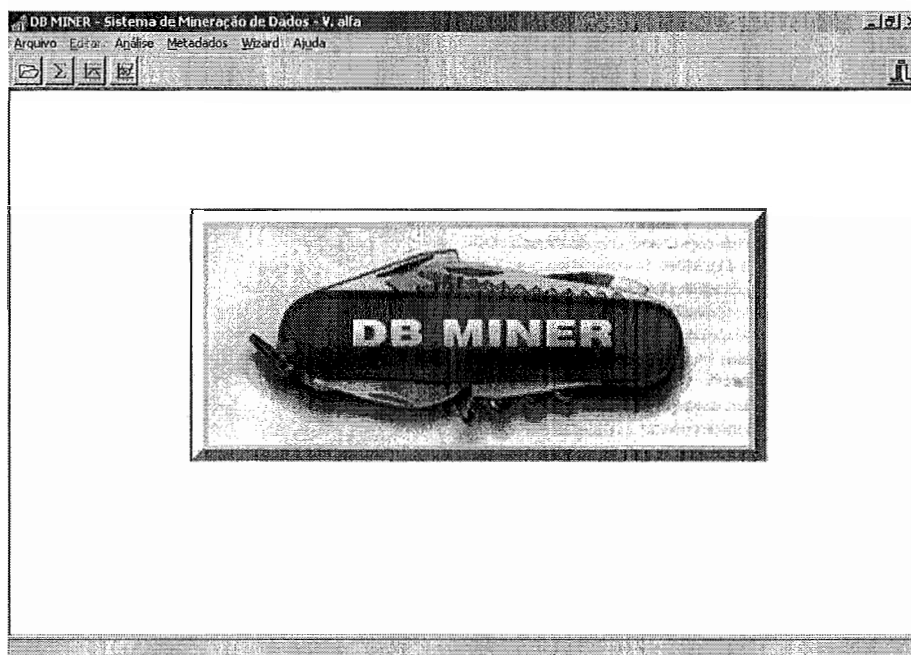 DB MINER - Sistema de Mineração de Dados - V. alfa
Arquivo Editar Análise Metadados Wizard Ajuda
DB MINER